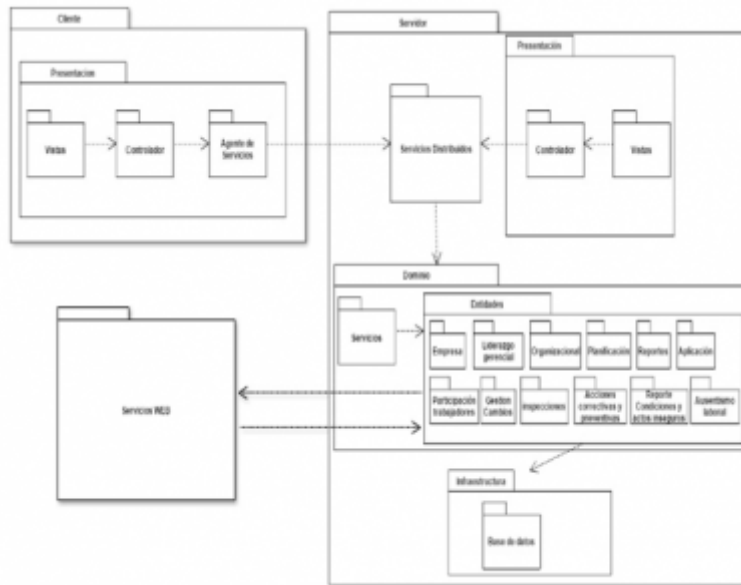 Cliente
Presentacion
Vistas
Controlador
Agente de
Servicios
Servidor
Servicios Distribuidos
Presentación
Controlador
Vistas
Dominio
Servicios
Entidades
Empresa
Liderazgo
gerencial
Organizacional
Planificación
Reportes
Aplicación
Participación
trabajadores
Gestion
Cambios
Inspecciones
Acciones
correctivas y
preventivas
Reporte
Condiciones y
actos inseguros
Ausentismo
laboral
Servicios WEB
Infraestructura
Base de datos